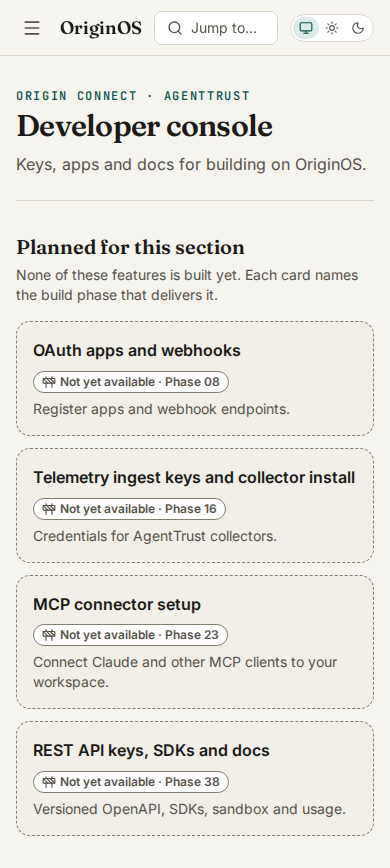 OriginOS
Jump to...
ORIGIN CONNECT · AGENTTRUST
Developer console
Keys, apps and docs for building on OriginOS.
Planned for this section
None of these features is built yet. Each card names
the build phase that delivers it.
OAuth apps and webhooks
Not yet available · Phase 08
Register apps and webhook endpoints.
Telemetry ingest keys and collector install
Not yet available · Phase 16
Credentials for AgentTrust collectors.
MCP connector setup
Not yet available · Phase 23
Connect Claude and other MCP clients to your
workspace.
REST API keys, SDKs and docs
Not yet available · Phase 38
Versioned OpenAPI, SDKs, sandbox and usage.